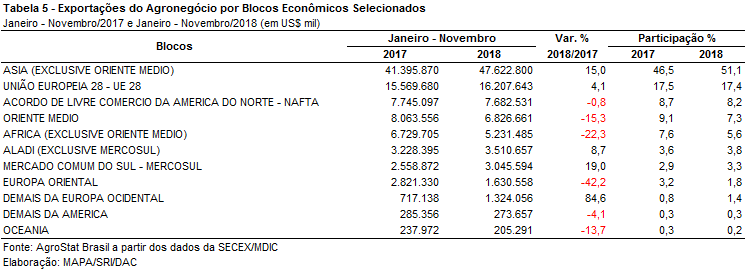 Tabela 5 - Exportações do Agronegócio por Blocos Econômicos Selecionados
Janeiro - Novembro/2017 e Janeiro - Novembro/2018 (em US$ mil)
Blocos Janeiro - Novembro Var. % Participação %
2017 2018 2018/2017 2017 2018
ASIA (EXCLUSIVE ORIENTE MEDIO) 41.395.870 47.622.800 15,0 46,5 51,1
UNIÃO EUROPEIA 28 - UE 28 15.569.680 16.207.643 4,1 17,5 17,4
ACORDO DE LIVRE COMERCIO DA AMERICA DO NORTE - NAFTA 7.745.097 7.682.531 -0,8 8,7 8,2
ORIENTE MEDIO 8.063.556 6.826.661 -15,3 9,1 7,3
AFRICA (EXCLUSIVE ORIENTE MEDIO) 6.729.705 5.231.485 -22,3 7,6 5,6
ALADI (EXCLUSIVE MERCOSUL) 3.228.395 3.510.657 8,7 3,6 3,8
MERCADO COMUM DO SUL - MERCOSUL 2.558.872 3.045.594 19,0 2,9 3,3
EUROPA ORIENTAL 2.821.330 1.630.558 -42,2 3,2 1,8
DEMAIS DA EUROPA OCIDENTAL 717.138 1.324.056 84,6 0,8 1,4
DEMAIS DA AMERICA 285.356 273.657 -4,1 0,3 0,3
OCEANIA 237.972 205.291 -13,7 0,3 0,2
Fonte: AgroStat Brasil a partir dos dados da SECEX/MDIC
Elaboração: MAPA/SRI/DAC